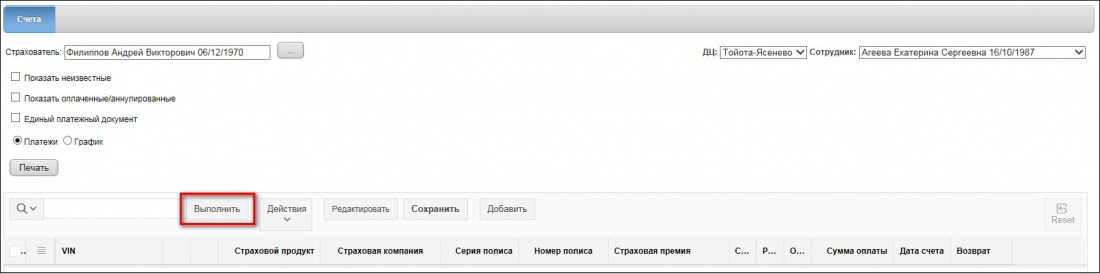 Счета
Страхователь: Филиппов Андрей Викторович 06/12/1970 ... ДЦ: Тойота-Ясенево Сотрудник: Агеева Екатерина Сергеевна 16/10/1987
Показать неизвестные
Показать оплаченные/аннулированные
Единый платежный документ
Платежи График
Печать
Выполнить Действия Редактировать Сохранить Добавить Reset
... VIN Страховой продукт Страховая компания Серия пописа Номер пописа Страховая премия С... Р... О... Сумма оплаты Дата счета Возврат